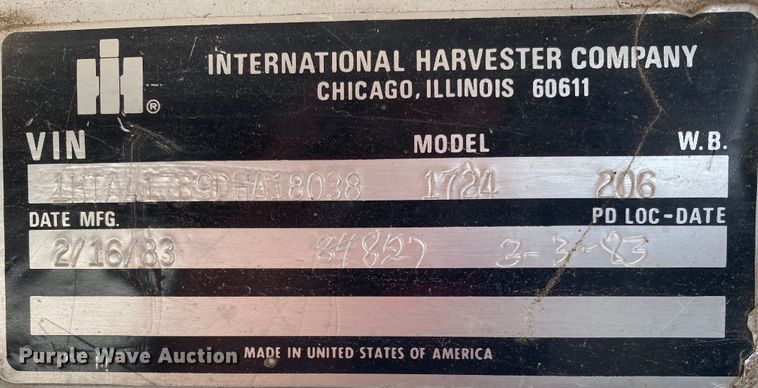 INTERNATIONAL HARVESTER COMPANY
CHICAGO, ILLINOIS 60611
®
VIN MODEL W.B.
1HTAA17B9DHA18038 1724 206
DATE MFG. PD LOC-DATE
2/16/83 84827 3-3-83
MADE IN UNITED STATES OF AMERICA
Purple Wave Auction